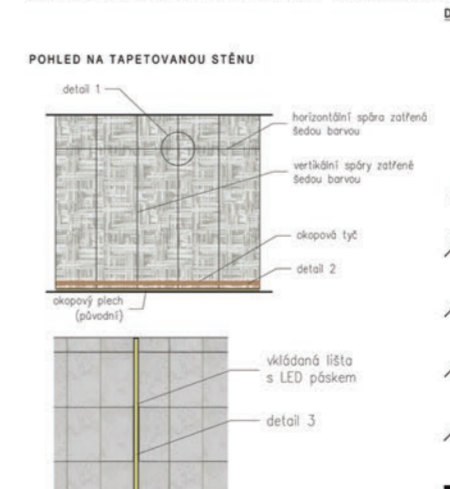 D
POHLED NA TAPETOVANOU STĚNU
detail 1
horizontální spára zatřená
šedou barvou
vertikální spáry zatřené
šedou barvou
okopová tyč
detail 2
okopový plech
(původní)
vkládaná lišta
s LED páskem
detail 3